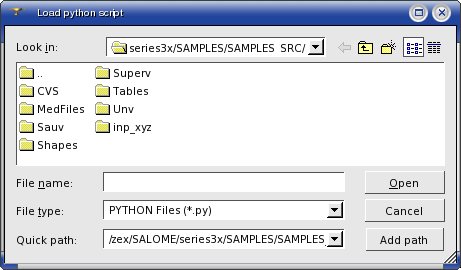 Load python script
Look in: series3x/SAMPLES/SAMPLES_SRC/
.. Superv
CVS Tables
MedFiles Unv
Sauv inp_xyz
Shapes
File name: Open
File type: PYTHON Files (*.py) Cancel
Quick path: /zex/SALOME/series3x/SAMPLES/SAMPLES_ Add path